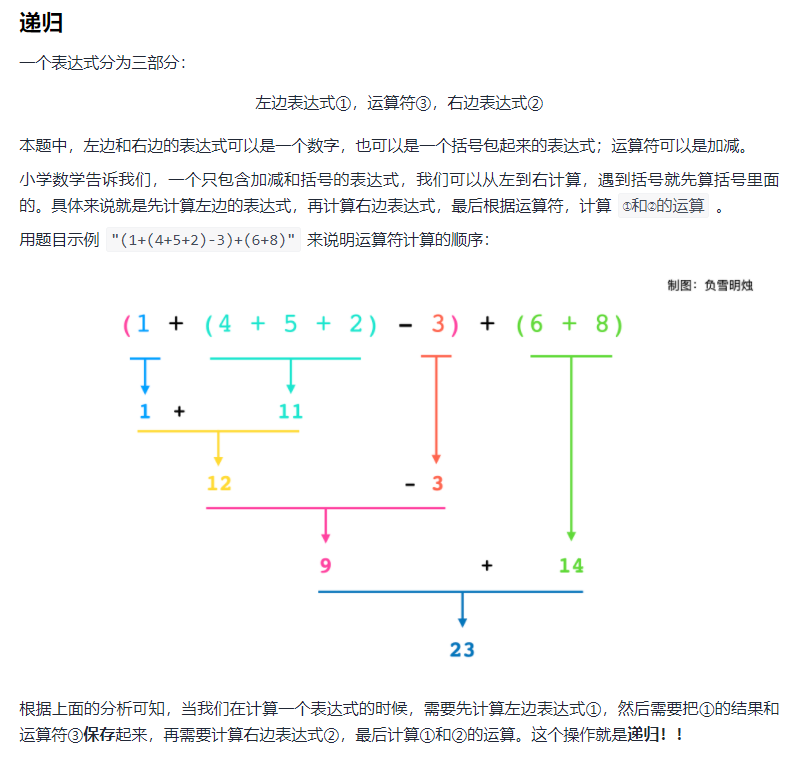 递归
一个表达式分为三部分：
左边表达式①，运算符③，右边表达式②
本题中，左边和右边的表达式可以是一个数字，也可以是一个括号包起来的表达式；运算符可以是加减。
小学数学告诉我们，一个只包含加减和括号的表达式，我们可以从左到右计算，遇到括号就先算括号里面
的。具体来说就是先计算左边的表达式，再计算右边表达式，最后根据运算符，计算 ①和②的运算 。
用题目示例 "(1+(4+5+2)-3)+(6+8)" 来说明运算符计算的顺序：
制图：负雪明烛
(1 + (4 + 5 + 2) - 3) + (6 + 8)
1 + 11
12 - 3
9 + 14
23
根据上面的分析可知，当我们在计算一个表达式的时候，需要先计算左边表达式①，然后需要把①的结果和
运算符③保存起来，再需要计算右边表达式②，最后计算①和②的运算。这个操作就是递归！！